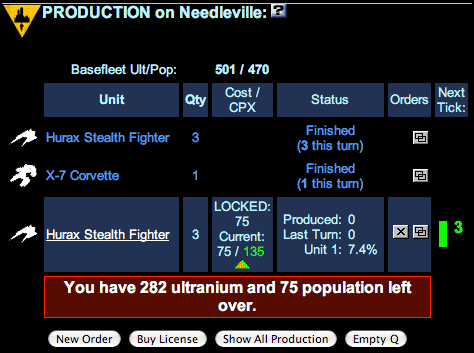 PRODUCTION on Needleville: ?
Basefleet Ult/Pop: 501 / 470
Unit Qty Cost / CPX Status Orders Next Tick:
Hurax Stealth Fighter 3 Finished (3 this turn)
X-7 Corvette 1 Finished (1 this turn)
LOCKED:
75 Produced: 0
Hurax Stealth Fighter 3 Current: Last Turn: 0 3
75 / 135 Unit 1: 7.4%
You have 282 ultranium and 75 population left
over.
New Order Buy License Show All Production Empty Q